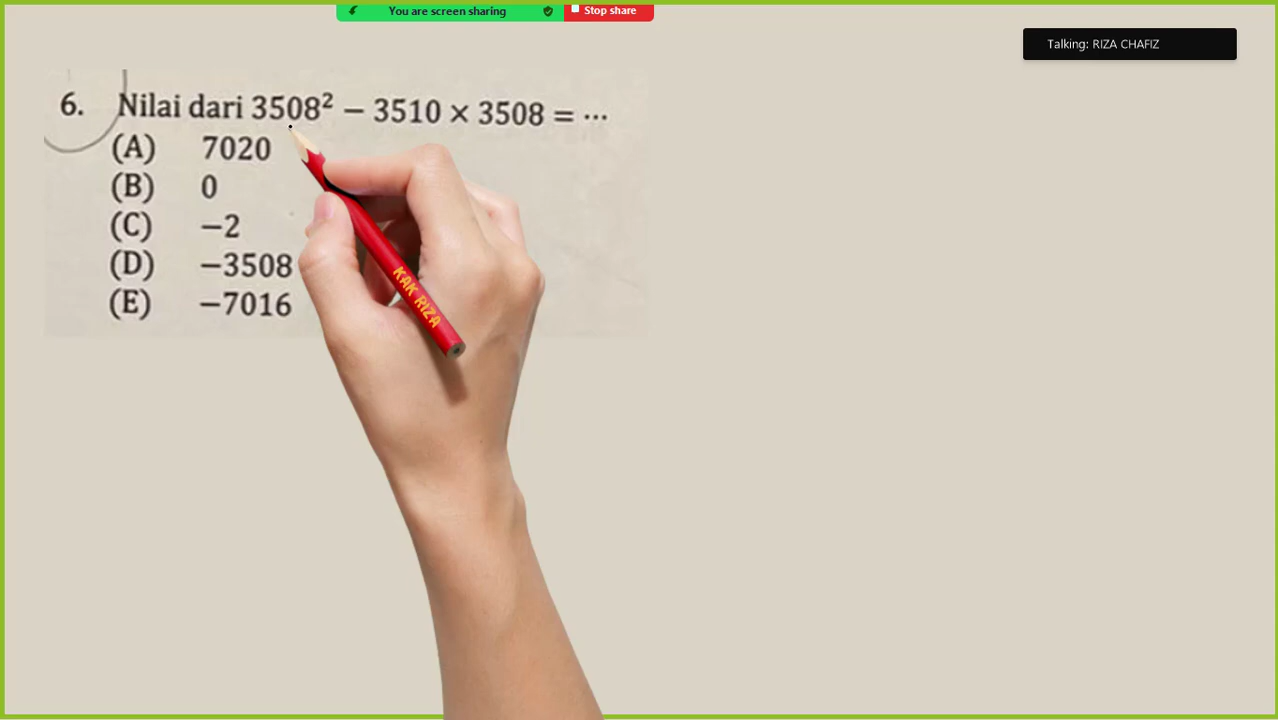 You are screen sharing
Stop share
Talking: RIZA CHAFIZ
6. Nilai dari 3508² − 3510 × 3508 = ⋯
(A) 7020
(B) 0
(C) −2
(D) −3508
(E) −7016
KAK RIZA